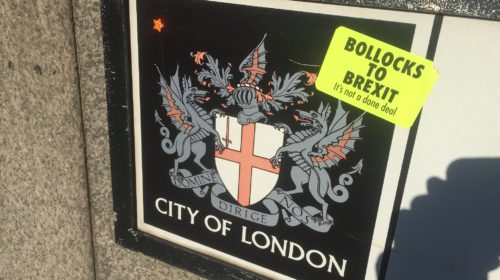 BOLLOCKS
TO
BREXIT
It's not a done deal
DOMINE
DIRIGE
NOS
CITY OF LONDON